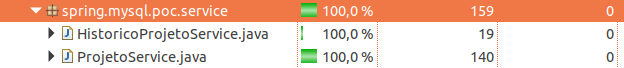 spring.mysql.poc.service 100,0 % 159 0
HistoricoProjetoService.java 100,0 % 19 0
ProjetoService.java 100,0 % 140 0